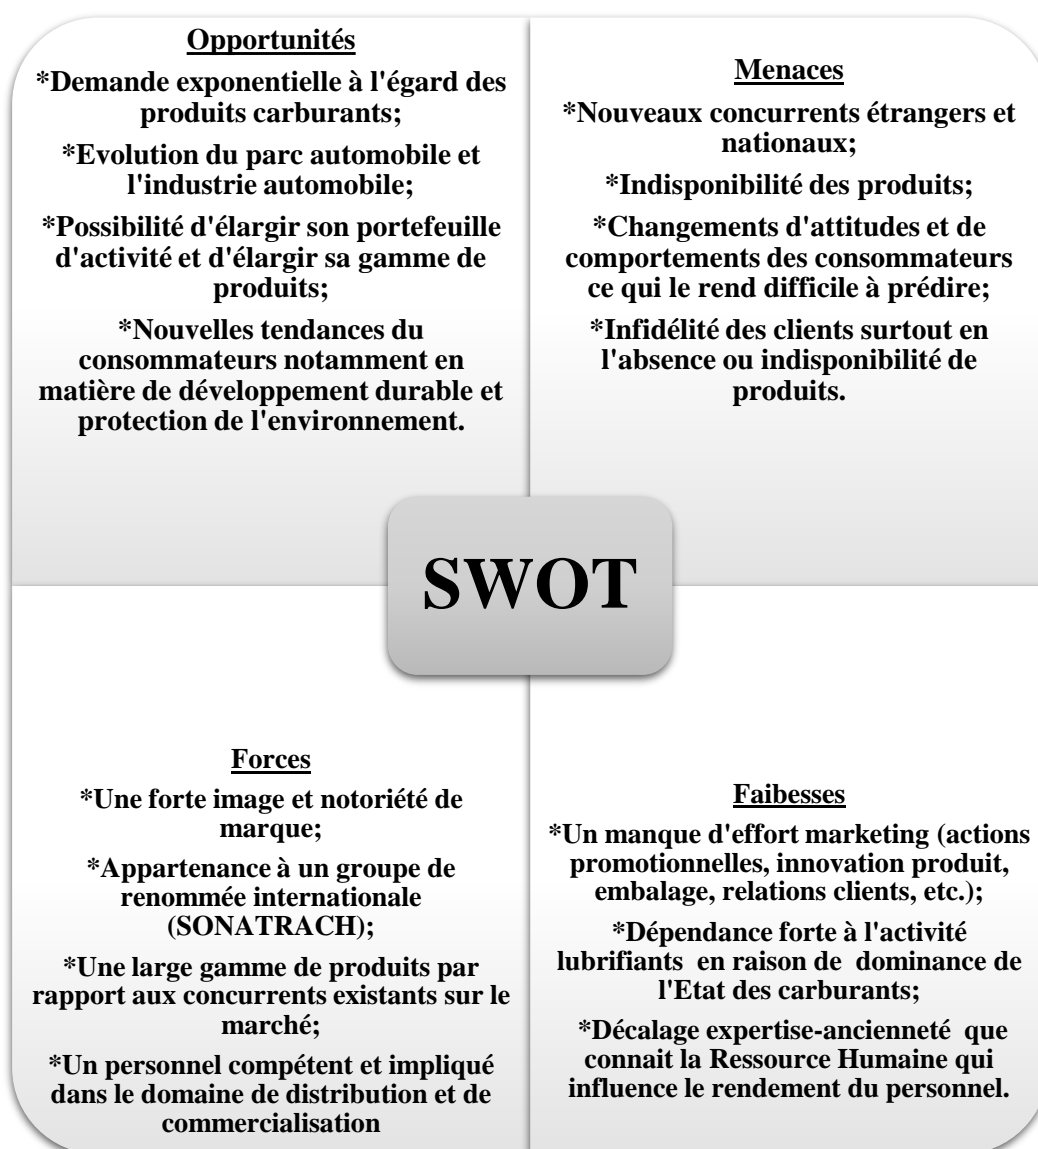 Opportunités
*Demande exponentielle à l'égard des
produits carburants;
*Evolution du parc automobile et
l'industrie automobile;
*Possibilité d'élargir son portefeuille
d'activité et d'élargir sa gamme de
produits;
*Nouvelles tendances du
consommateurs notamment en
matière de développement durable et
protection de l'environnement.
Menaces
*Nouveaux concurrents étrangers et
nationaux;
*Indisponibilité des produits;
*Changements d'attitudes et de
comportements des consommateurs
ce qui le rend difficile à prédire;
*Infidélité des clients surtout en
l'absence ou indisponibilité de
produits.
SWOT
Forces
*Une forte image et notoriété de
marque;
*Appartenance à un groupe de
renommée internationale
(SONATRACH);
*Une large gamme de produits par
rapport aux concurrents existants sur le
marché;
*Un personnel compétent et impliqué
dans le domaine de distribution et de
commercialisation
Faibesses
*Un manque d'effort marketing (actions
promotionnelles, innovation produit,
embalage, relations clients, etc.);
*Dépendance forte à l'activité
lubrifiants en raison de dominance de
l'Etat des carburants;
*Décalage expertise-ancienneté que
connait la Ressource Humaine qui
influence le rendement du personnel.